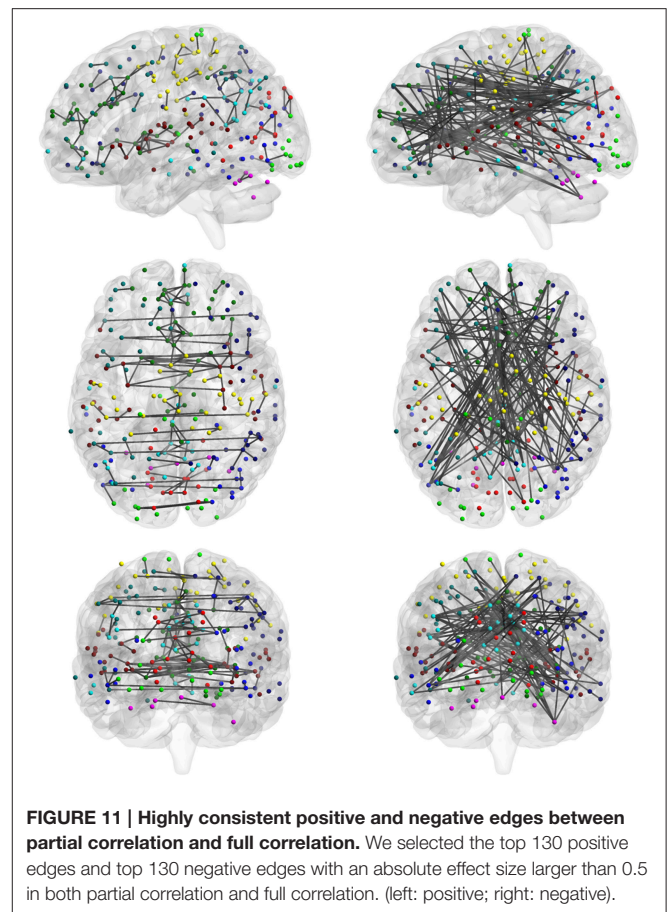 FIGURE 11 | Highly consistent positive and negative edges between
partial correlation and full correlation. We selected the top 130 positive
edges and top 130 negative edges with an absolute effect size larger than 0.5
in both partial correlation and full correlation. (left: positive; right: negative).